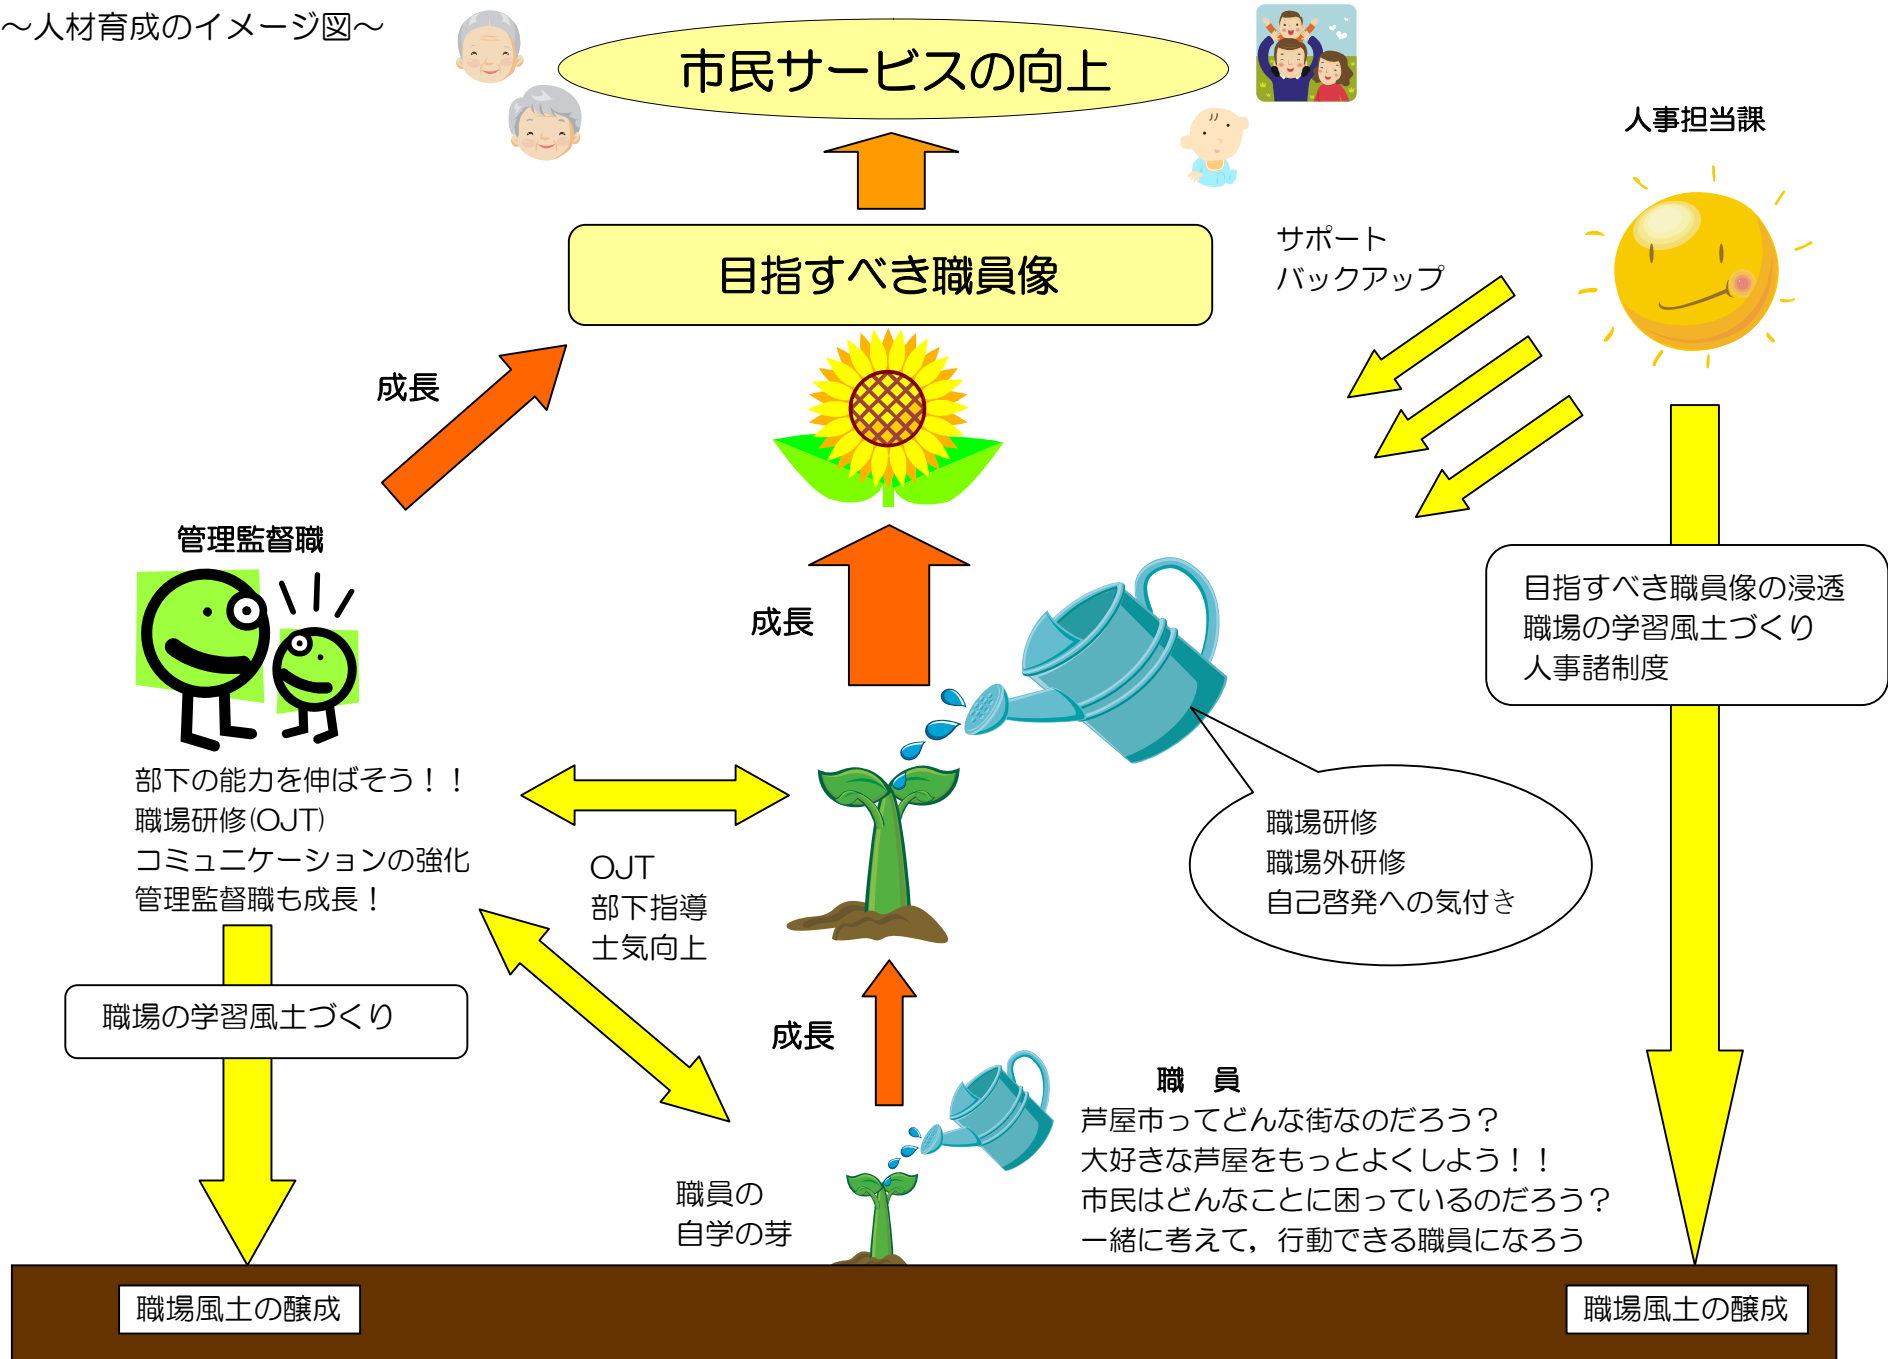 ～人材育成のイメージ図～
市民サービスの向上
人事担当課
サポート
バックアップ
目指すべき職員像
成長
管理監督職
成長
目指すべき職員像の浸透
職場の学習風土づくり
人事諸制度
部下の能力を伸ばそう！！
職場研修(OJT)
コミュニケーションの強化
管理監督職も成長！
OJT
部下指導
士気向上
職場研修
職場外研修
自己啓発への気付き
職場の学習風土づくり
成長
職　員
芦屋市ってどんな街なのだろう？
大好きな芦屋をもっとよくしよう！！
市民はどんなことに困っているのだろう？
一緒に考えて，行動できる職員になろう
職員の
自学の芽
職場風土の醸成
職場風土の醸成